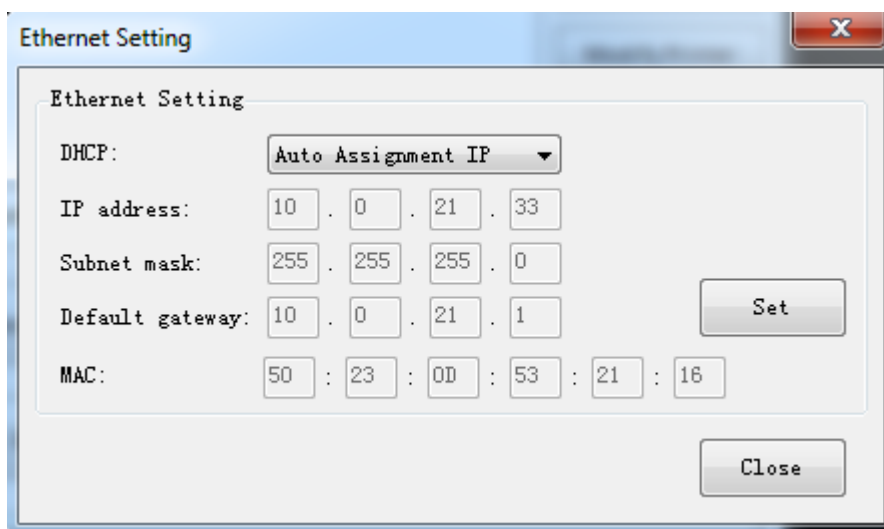 Ethernet Setting
Ethernet Setting
DHCP: Auto Assignment IP
IP address: 10 . 0 . 21 . 33
Subnet mask: 255 . 255 . 255 . 0
Default gateway: 10 . 0 . 21 . 1
Set
MAC: 50 : 23 : 0D : 53 : 21 : 16
Close